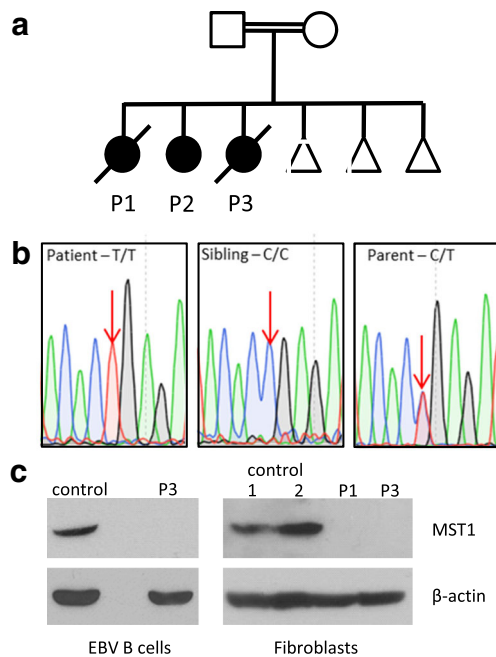 a
P1 P2 P3
b
Patient – T/T Sibling – C/C Parent – C/T
c
control P3 control
1 2 P1 P3
MST1
β-actin
EBV B cells Fibroblasts